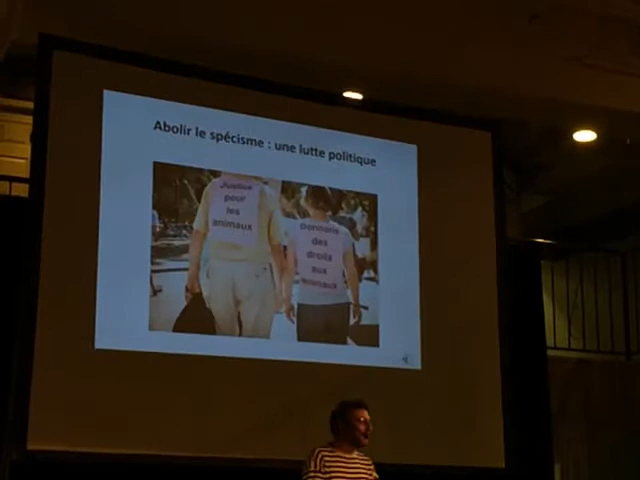 Abolir le spécisme : une lutte politique
Justice
pour
les
animaux
Donnons
des
droits
aux
animaux